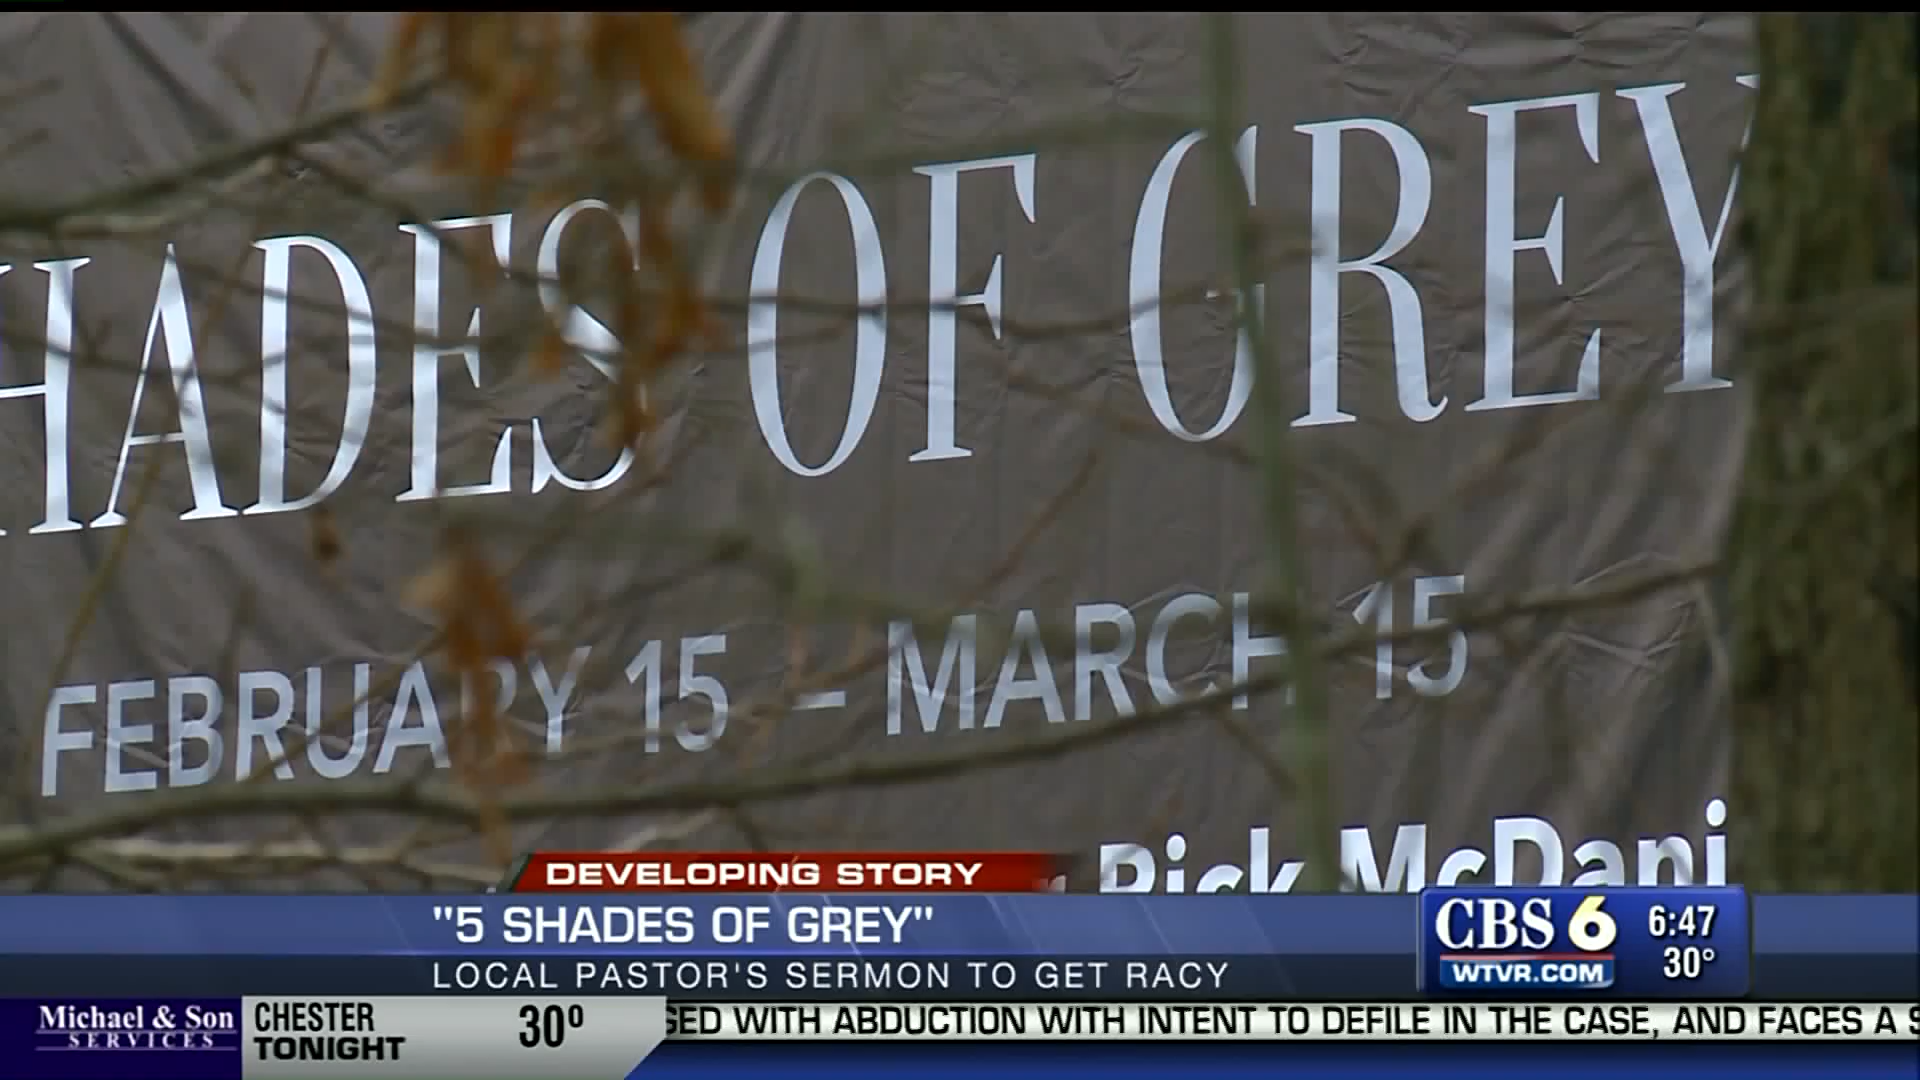 HADES OF GREY
FEBRUARY 15 – MARCH 15
Rick McDani
DEVELOPING STORY
"5 SHADES OF GREY"
LOCAL PASTOR'S SERMON TO GET RACY
CBS 6
WTVR.COM
6:47
30°
Michael & Son
SERVICES
CHESTER
TONIGHT
30°
GED WITH ABDUCTION WITH INTENT TO DEFILE IN THE CASE, AND FACES A S